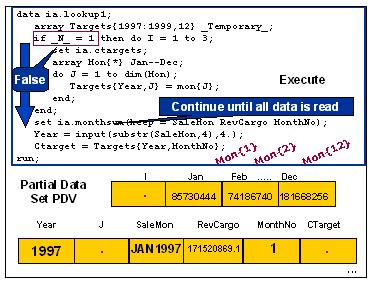 data ia.lookup1;
array Targets{1997:1999,12} _Temporary_;
if _N_ = 1 then do I = 1 to 3;
set ia.ctargets;
array Mon{*} Jan--Dec;
do J = 1 to dim(Mon);
Targets{Year,J} = mon{J};
end;
end;
set ia.monthsum(keep = SaleMon RevCargo MonthNo);
Year = input(substr(SaleMon,4),4.);
Ctarget = Targets{Year,MonthNo};
run;
False
Execute
Continue until all data is read
Mon{1} Mon{2} Mon{12}
Partial Data
Set PDV
I Jan Feb ..... Dec
. 85730444 74186740 181668256
Year J SaleMon RevCargo MonthNo CTarget
1997 . JAN1997 171520869.1 1 .
...